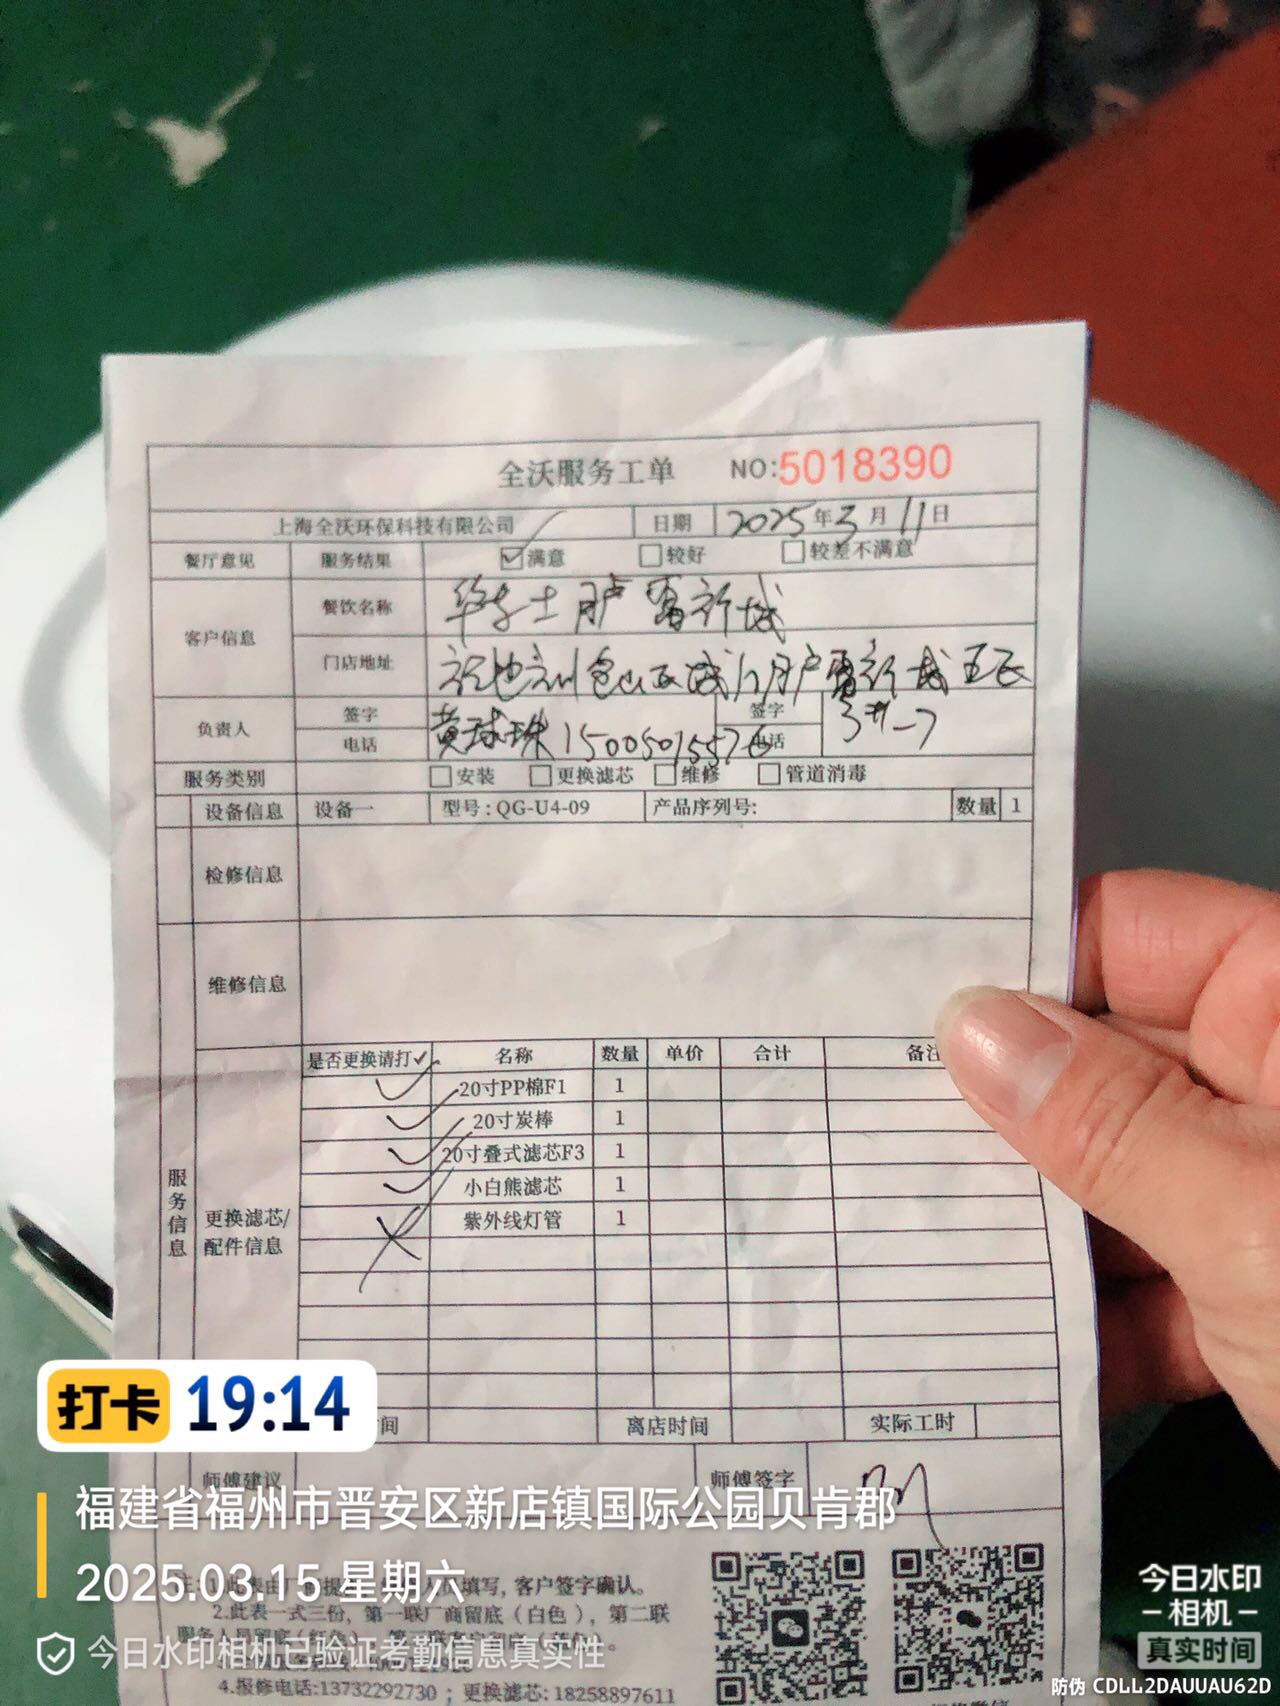 全沃服务工单 NO:5018390
上海全沃环保科技有限公司 日期 2025年3月11日
餐厅意见 服务结果 满意 较好 较差不满意
客户信息 餐饮名称 华士
门店地址
负责人 签字 黄球珠 签字
电话 电话
3#-7
服务类别 安装 更换滤芯 维修 管道消毒
设备信息 设备一 型号：QG-U4-09 产品序列号: 数量 1
检修信息
维修信息
服务信息
更换滤芯/
配件信息
是否更换请打✓ 名称 数量 单价 合计 备注
✓ 20寸PP棉F1 1
✓ 20寸炭棒 1
✓ 20寸叠式滤芯F3 1
✓ 小白熊滤芯 1
✗ 紫外线灯管 1
间 离店时间 实际工时
师傅建议 师傅签字
填写，客户签字确认。
2.此表一式三份，第一联厂商留底（白色），第二联
4.报修电话:13732292730；更换滤芯: 18258897611
打卡 19:14
福建省福州市晋安区新店镇国际公园贝肯郡
2025.03.15 星期六
今日水印相机已验证考勤信息真实性
今日水印
相机
真实时间
防伪 CDLL2DAUUAU62D